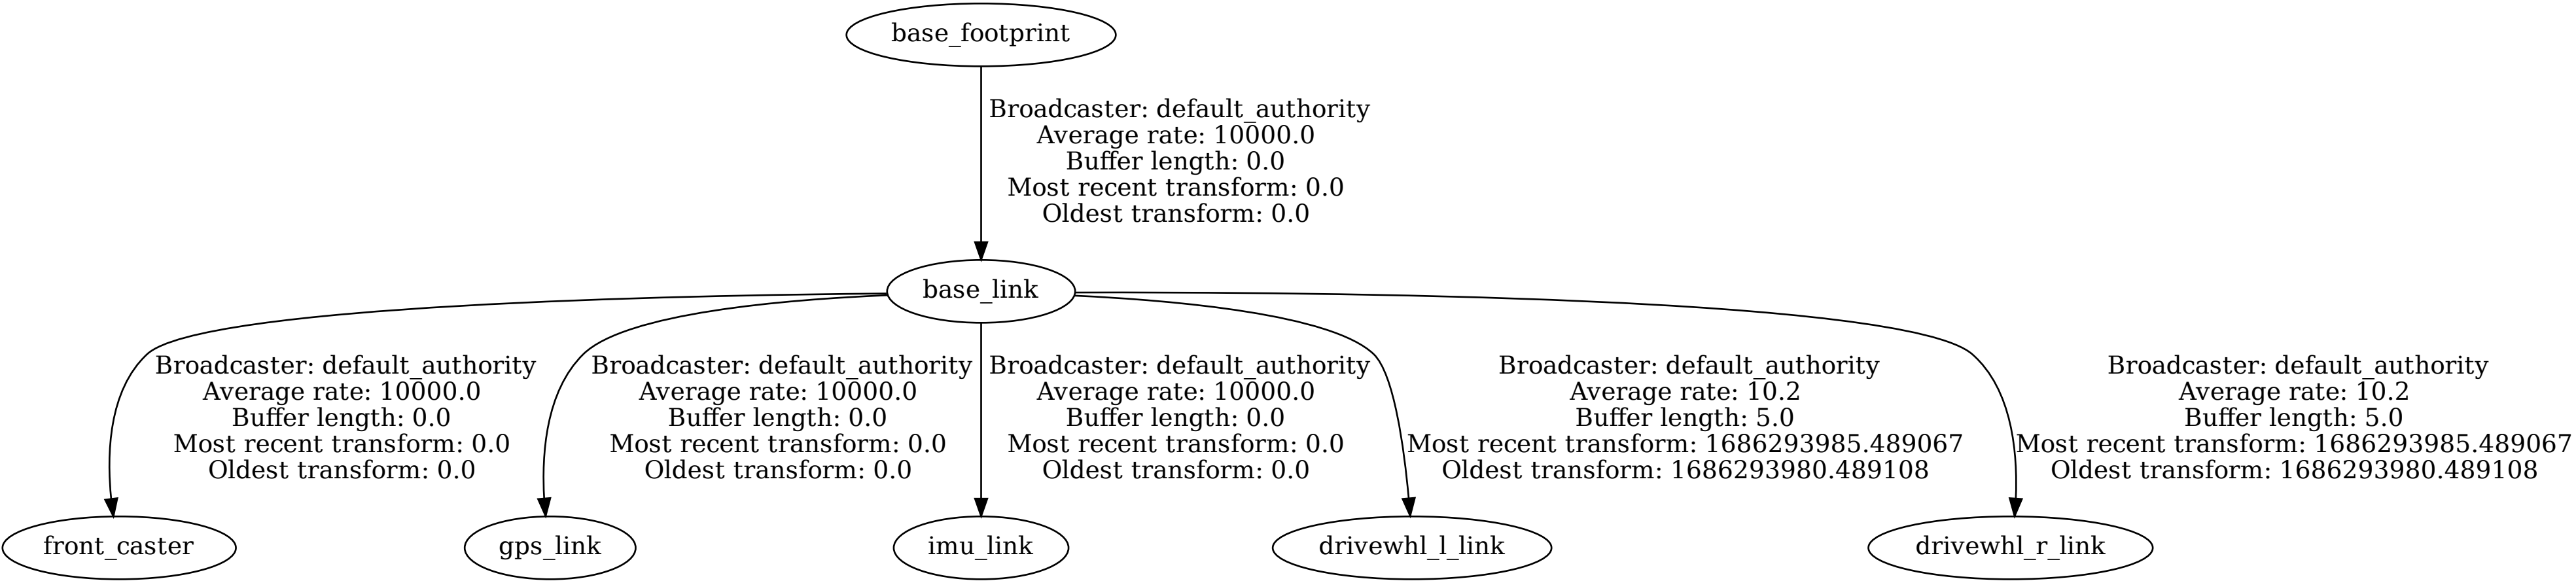 base_footprint
Broadcaster: default_authority
Average rate: 10000.0
Buffer length: 0.0
Most recent transform: 0.0
Oldest transform: 0.0
base_link
Broadcaster: default_authority
Average rate: 10000.0
Buffer length: 0.0
Most recent transform: 0.0
Oldest transform: 0.0
Broadcaster: default_authority
Average rate: 10000.0
Buffer length: 0.0
Most recent transform: 0.0
Oldest transform: 0.0
Broadcaster: default_authority
Average rate: 10000.0
Buffer length: 0.0
Most recent transform: 0.0
Oldest transform: 0.0
Broadcaster: default_authority
Average rate: 10.2
Buffer length: 5.0
Most recent transform: 1686293985.489067
Oldest transform: 1686293980.489108
Broadcaster: default_authority
Average rate: 10.2
Buffer length: 5.0
Most recent transform: 1686293985.489067
Oldest transform: 1686293980.489108
front_caster
gps_link
imu_link
drivewhl_l_link
drivewhl_r_link